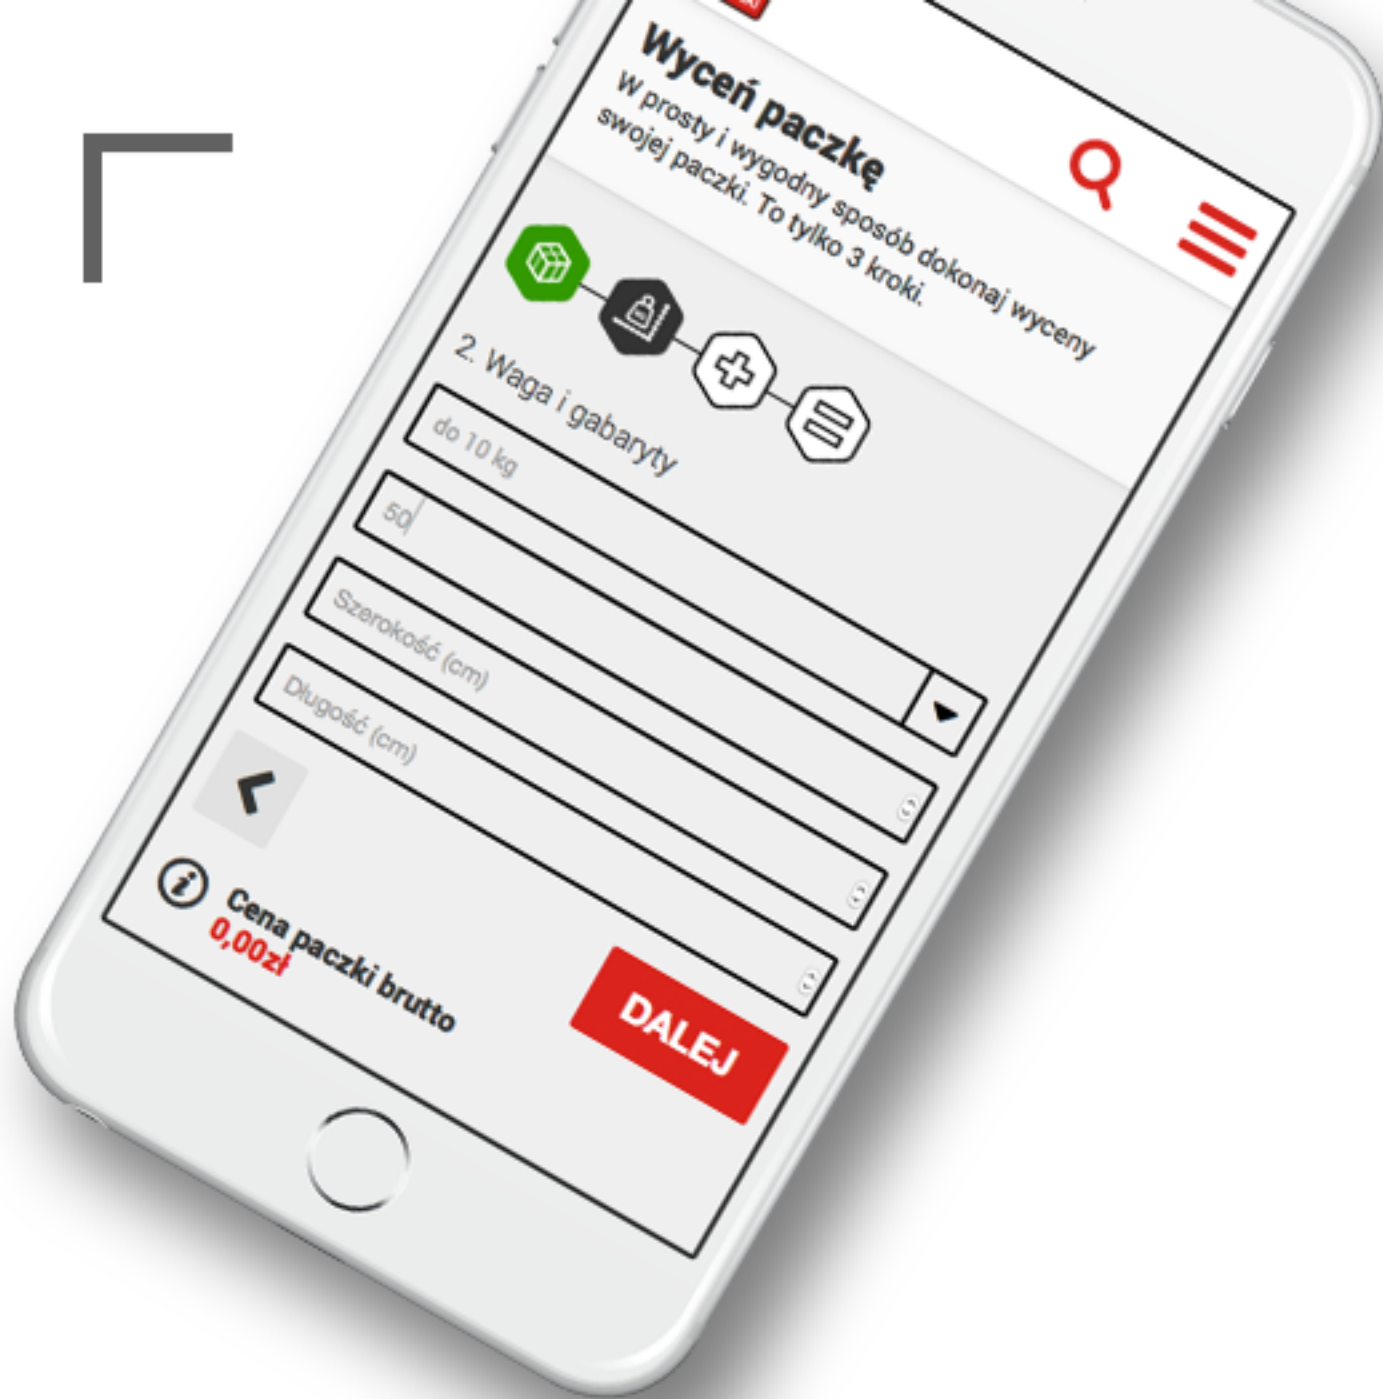 Wyceń paczkę
W prosty i wygodny sposób dokonaj wyceny
swojej paczki. To tylko 3 kroki.
2. Waga i gabaryty
do 10 kg
50
Szerokość (cm)
Długość (cm)
Cena paczki brutto
0,00zł
DALEJ